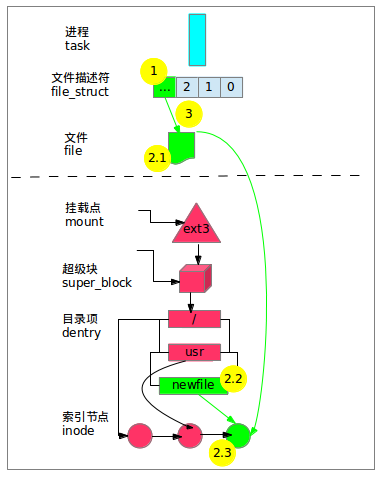 进程
task
1
文件描述符
file_struct
... 2 1 0
3
文件
file
2.1
挂载点
mount
ext3
超级块
super_block
目录项
dentry
/
usr
2.2
newfile
索引节点
inode
2.3